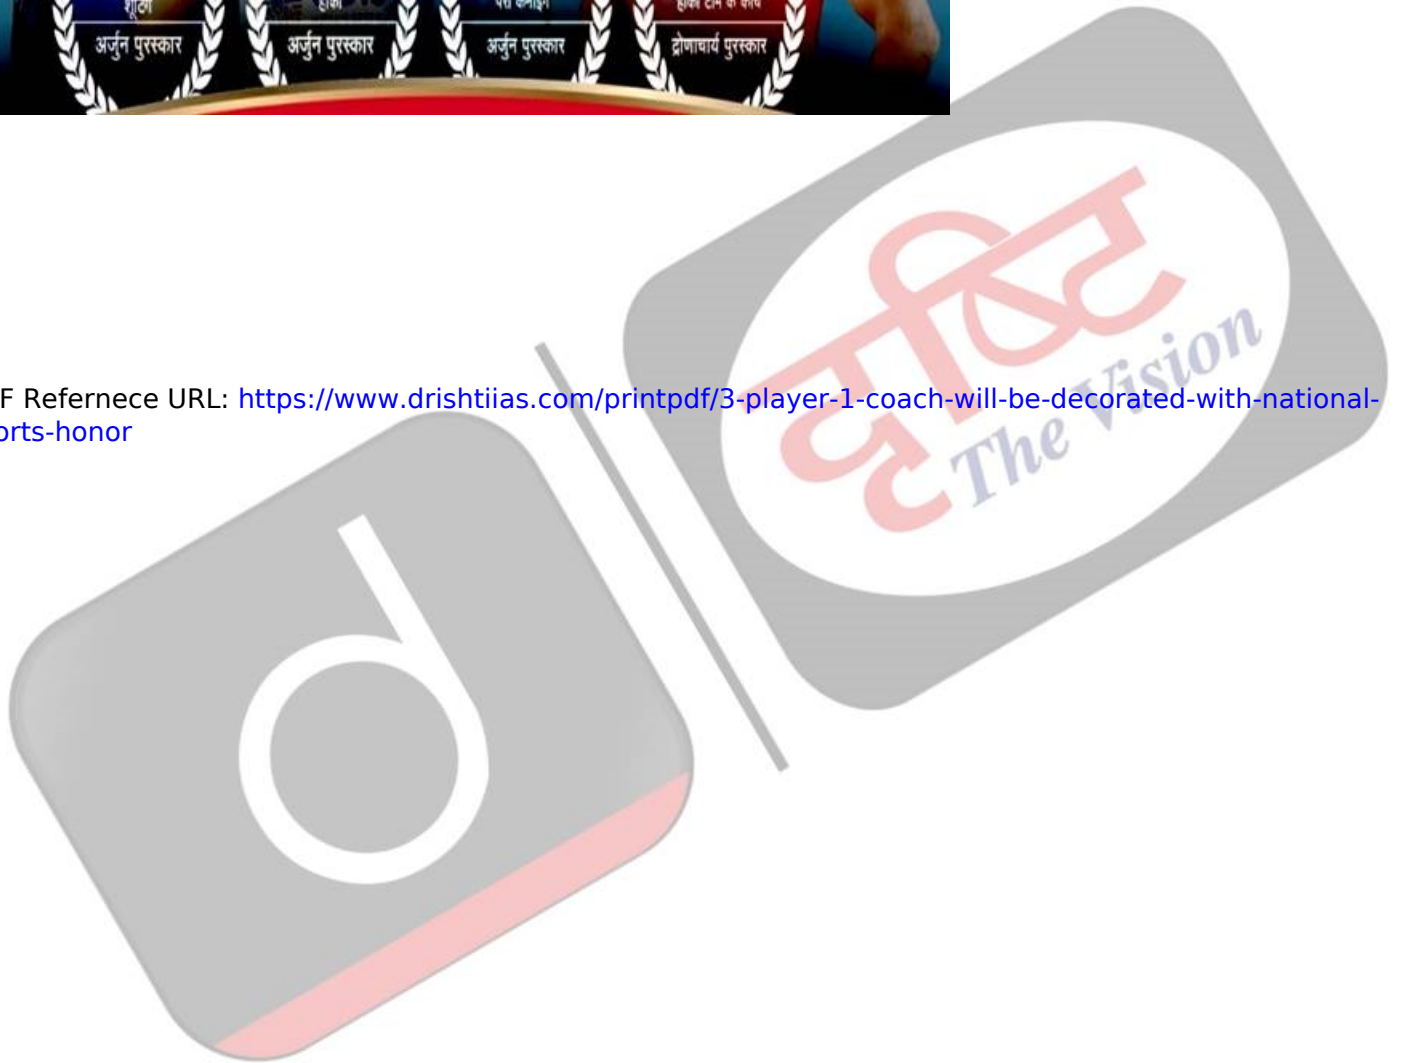 शूटिंग हॉकी पैरा कैनोइंग हॉकी टीम के कोच
अर्जुन पुरस्कार अर्जुन पुरस्कार अर्जुन पुरस्कार द्रोणाचार्य पुरस्कार
F Refernece URL: https://www.drishtiias.com/printpdf/3-player-1-coach-will-be-decorated-with-national-
orts-honor
दृष्टि
The Vision
d